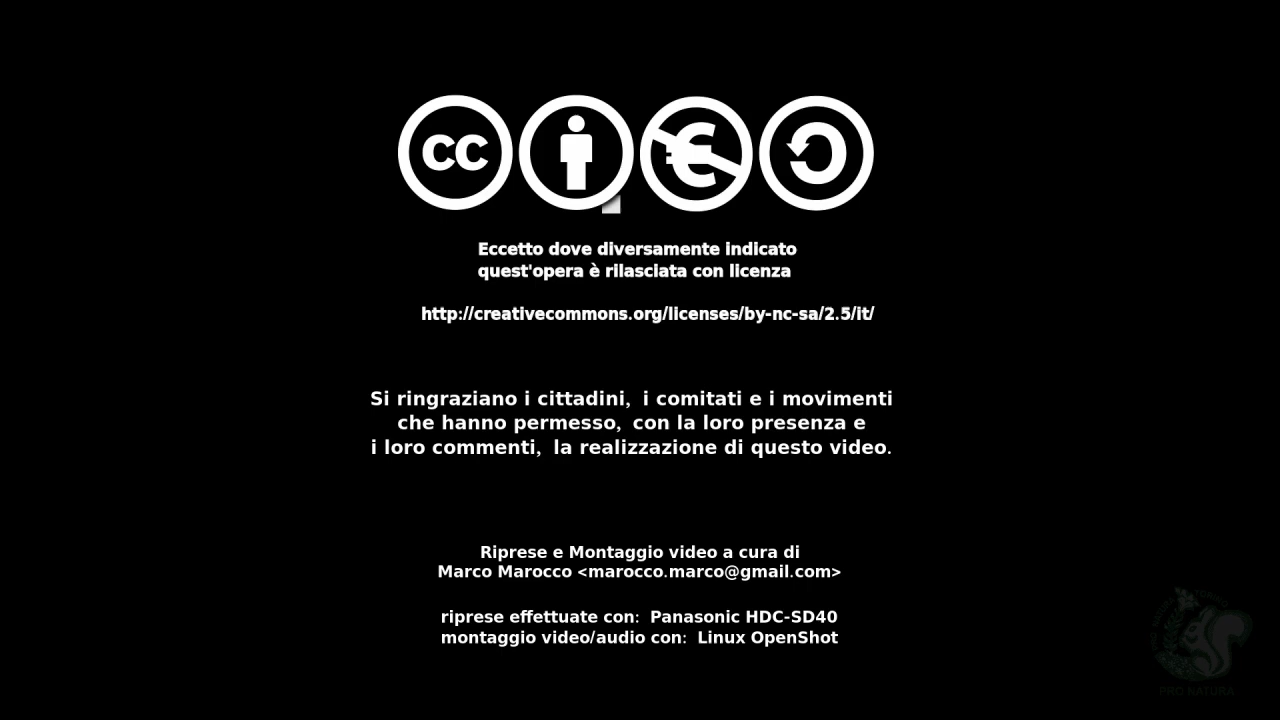 cc
Eccetto dove diversamente indicato
quest'opera è rilasciata con licenza
http://creativecommons.org/licenses/by-nc-sa/2.5/it/
Si ringraziano i cittadini, i comitati e i movimenti
che hanno permesso, con la loro presenza e
i loro commenti, la realizzazione di questo video.
Riprese e Montaggio video a cura di
Marco Marocco <marocco.marco@gmail.com>
riprese effettuate con: Panasonic HDC-SD40
montaggio video/audio con: Linux OpenShot
PRO NATURA